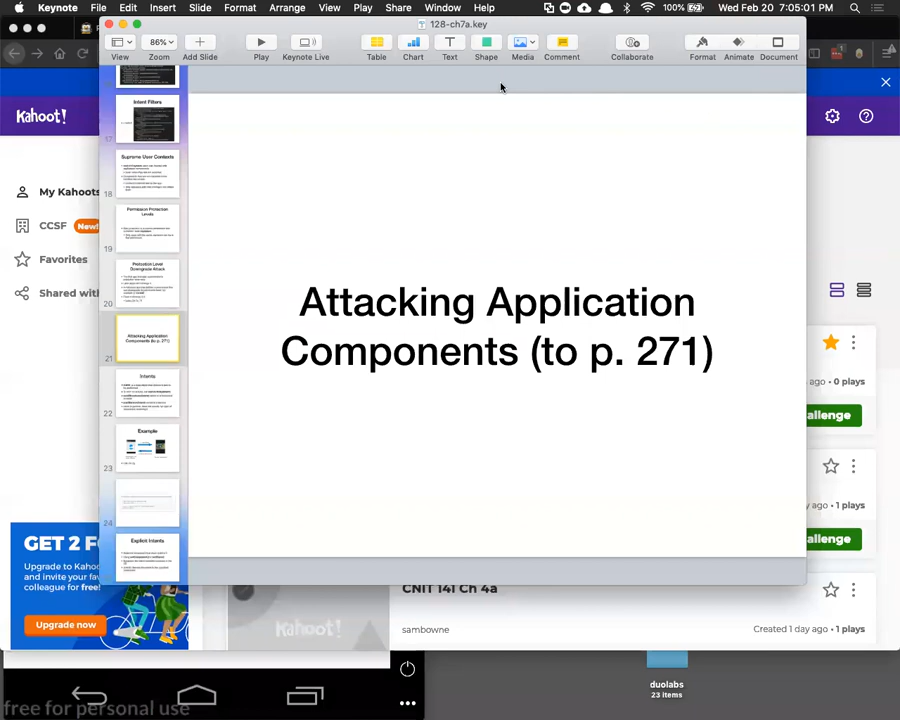 Keynote File Edit Insert Slide Format Arrange View Play Share Window Help 100% Wed Feb 20 7:05:01 PM
128-ch7a.key
86%
View Zoom Add Slide Play Keynote Live Table Chart Text Shape Media Comment Collaborate Format Animate Document
Kahoot!
My Kahoots
CCSF New!
Favorites
Shared with
Intent Filters
17
Supreme User Contexts
18
Permission Protection
Levels
19
Protection Level
Downgrade Attack
20
Attacking Application
Components (to p. 271)
21
Intents
22
Example
23
24
Explicit Intents
Attacking Application
Components (to p. 271)
ago • 0 plays
allenge
ago • 1 plays
allenge
GET 2 F
Upgrade to Kaho
and invite your fav
colleague for free!
Upgrade now
Kahoot!
CNIT 141 Ch 4a
sambowne
Created 1 day ago • 1 plays
duolabs
23 items
free for personal use